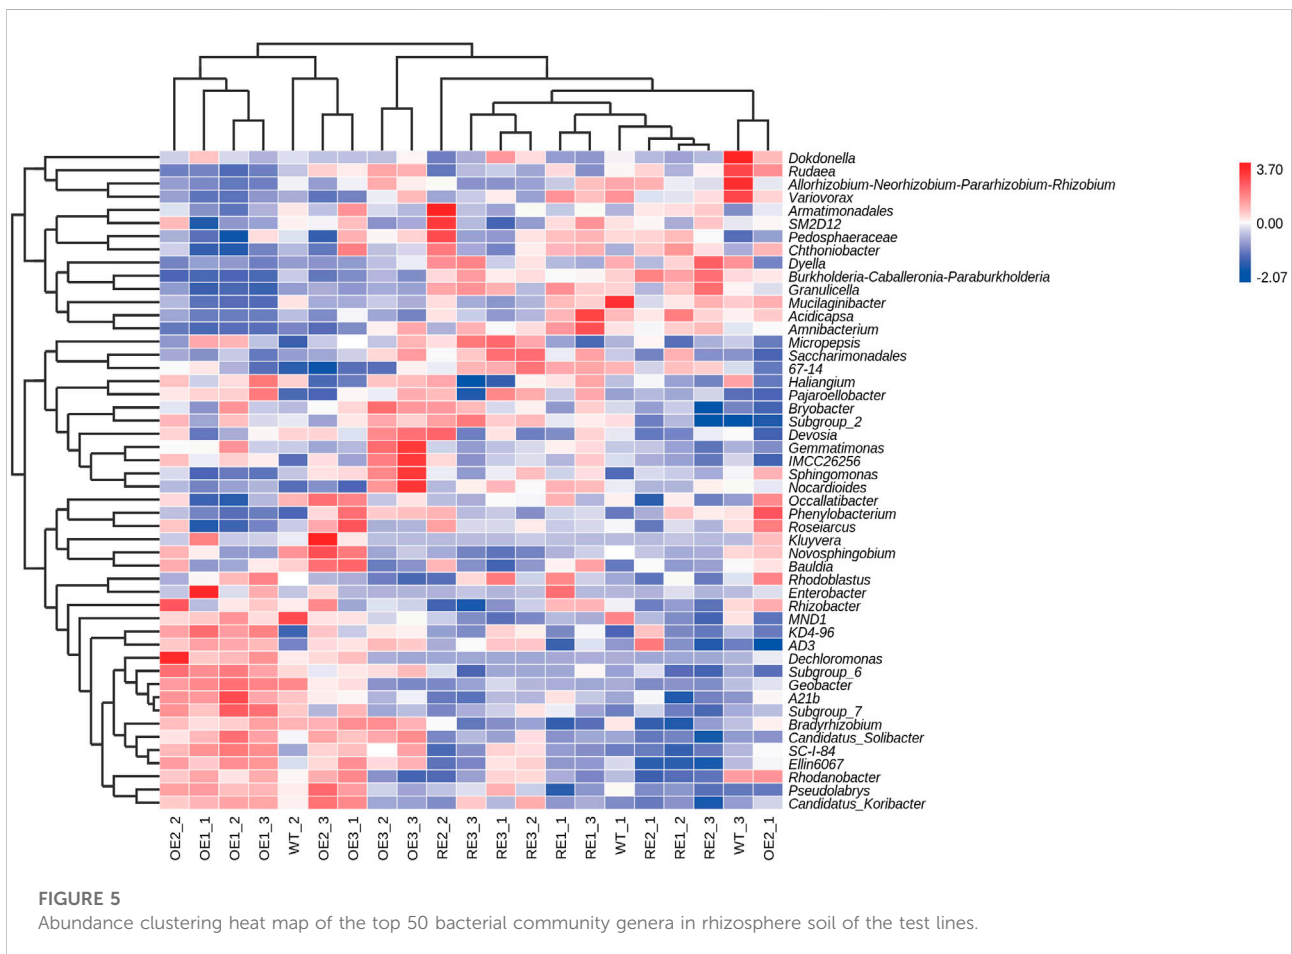 Dokdonella
Rudaea
Allorhizobium-Neorhizobium-Pararhizobium-Rhizobium
Variovorax
Armatimonadales
SM2D12
Pedosphaeraceae
Chthoniobacter
Dyella
Burkholderia-Caballeronia-Paraburkholderia
Granulicella
Mucilaginibacter
Acidicapsa
Amnibacterium
Micropepsis
Saccharimonadales
67-14
Haliangium
Pajaroellobacter
Bryobacter
Subgroup_2
Devosia
Gemmatimonas
IMCC26256
Sphingomonas
Nocardioides
Occallatibacter
Phenylobacterium
Roseiarcus
Kluyvera
Novosphingobium
Bauldia
Rhodoblastus
Enterobacter
Rhizobacter
MND1
KD4-96
AD3
Dechloromonas
Subgroup_6
Geobacter
A21b
Subgroup_7
Bradyrhizobium
Candidatus_Solibacter
SC-I-84
Ellin6067
Rhodanobacter
Pseudolabrys
Candidatus_Koribacter
3.70
0.00
-2.07
OE2_2
OE1_1
OE1_2
OE1_3
WT_2
OE2_3
OE3_1
OE3_2
OE3_3
RE2_2
RE3_3
RE3_1
RE3_2
RE1_1
RE1_3
WT_1
RE2_1
RE1_2
RE2_3
WT_3
OE2_1
FIGURE 5
Abundance clustering heat map of the top 50 bacterial community genera in rhizosphere soil of the test lines.